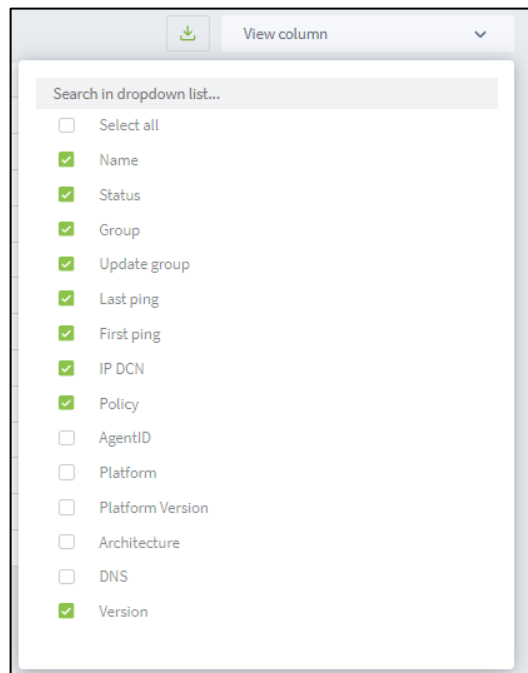 View column
Search in dropdown list...
Select all
Name
Status
Group
Update group
Last ping
First ping
IP DCN
Policy
AgentID
Platform
Platform Version
Architecture
DNS
Version